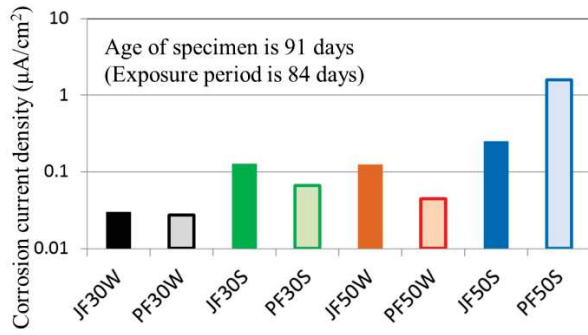 Corrosion current density (μA/cm²)
10
1
0.1
0.01
Age of specimen is 91 days
(Exposure period is 84 days)
JF30W
PF30W
JF30S
PF30S
JF50W
PF50W
JF50S
PF50S